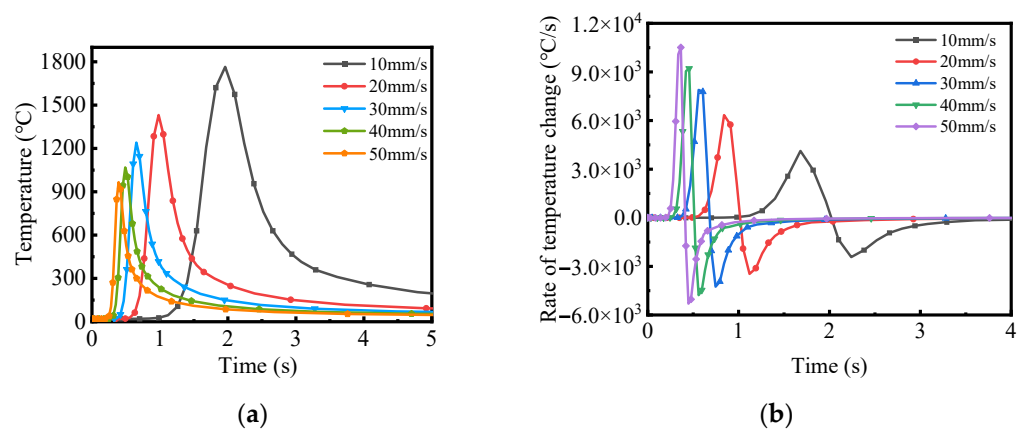 1800
1500
1200
900
600
300
0
0 1 2 3 4 5
Temperature (℃)
Time (s)
10mm/s
20mm/s
30mm/s
40mm/s
50mm/s
(a)
1.2×10³
9.0×10³
6.0×10³
3.0×10³
0.0
−3.0×10³
−6.0×10³
0 1 2 3 4
Rate of temperature change (℃/s)
Time (s)
10mm/s
20mm/s
30mm/s
40mm/s
50mm/s
(b)